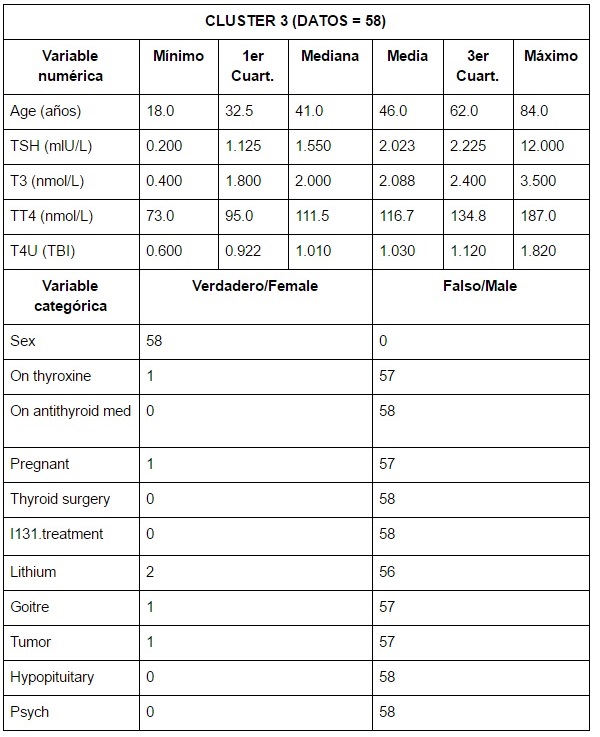 CLUSTER 3 (DATOS = 58)
Variable numérica Mínimo 1er Cuart. Mediana Media 3er Cuart. Máximo
Age (años) 18.0 32.5 41.0 46.0 62.0 84.0
TSH (mIU/L) 0.200 1.125 1.550 2.023 2.225 12.000
T3 (nmol/L) 0.400 1.800 2.000 2.088 2.400 3.500
TT4 (nmol/L) 73.0 95.0 111.5 116.7 134.8 187.0
T4U (TBI) 0.600 0.922 1.010 1.030 1.120 1.820
Variable categórica Verdadero/Female Falso/Male
Sex 58 0
On thyroxine 1 57
On antithyroid med 0 58
Pregnant 1 57
Thyroid surgery 0 58
I131.treatment 0 58
Lithium 2 56
Goitre 1 57
Tumor 1 57
Hypopituitary 0 58
Psych 0 58